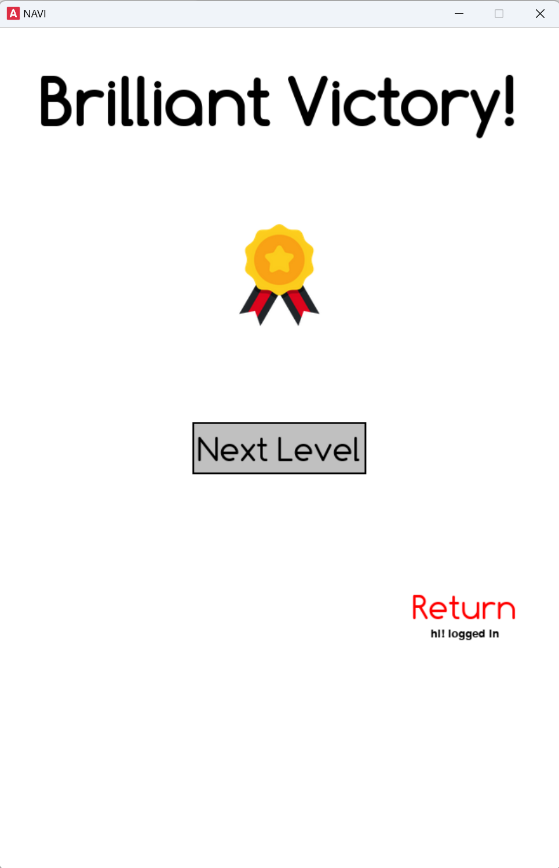 A NAVI
Brilliant Victory!
Next Level
Return
hi! logged in